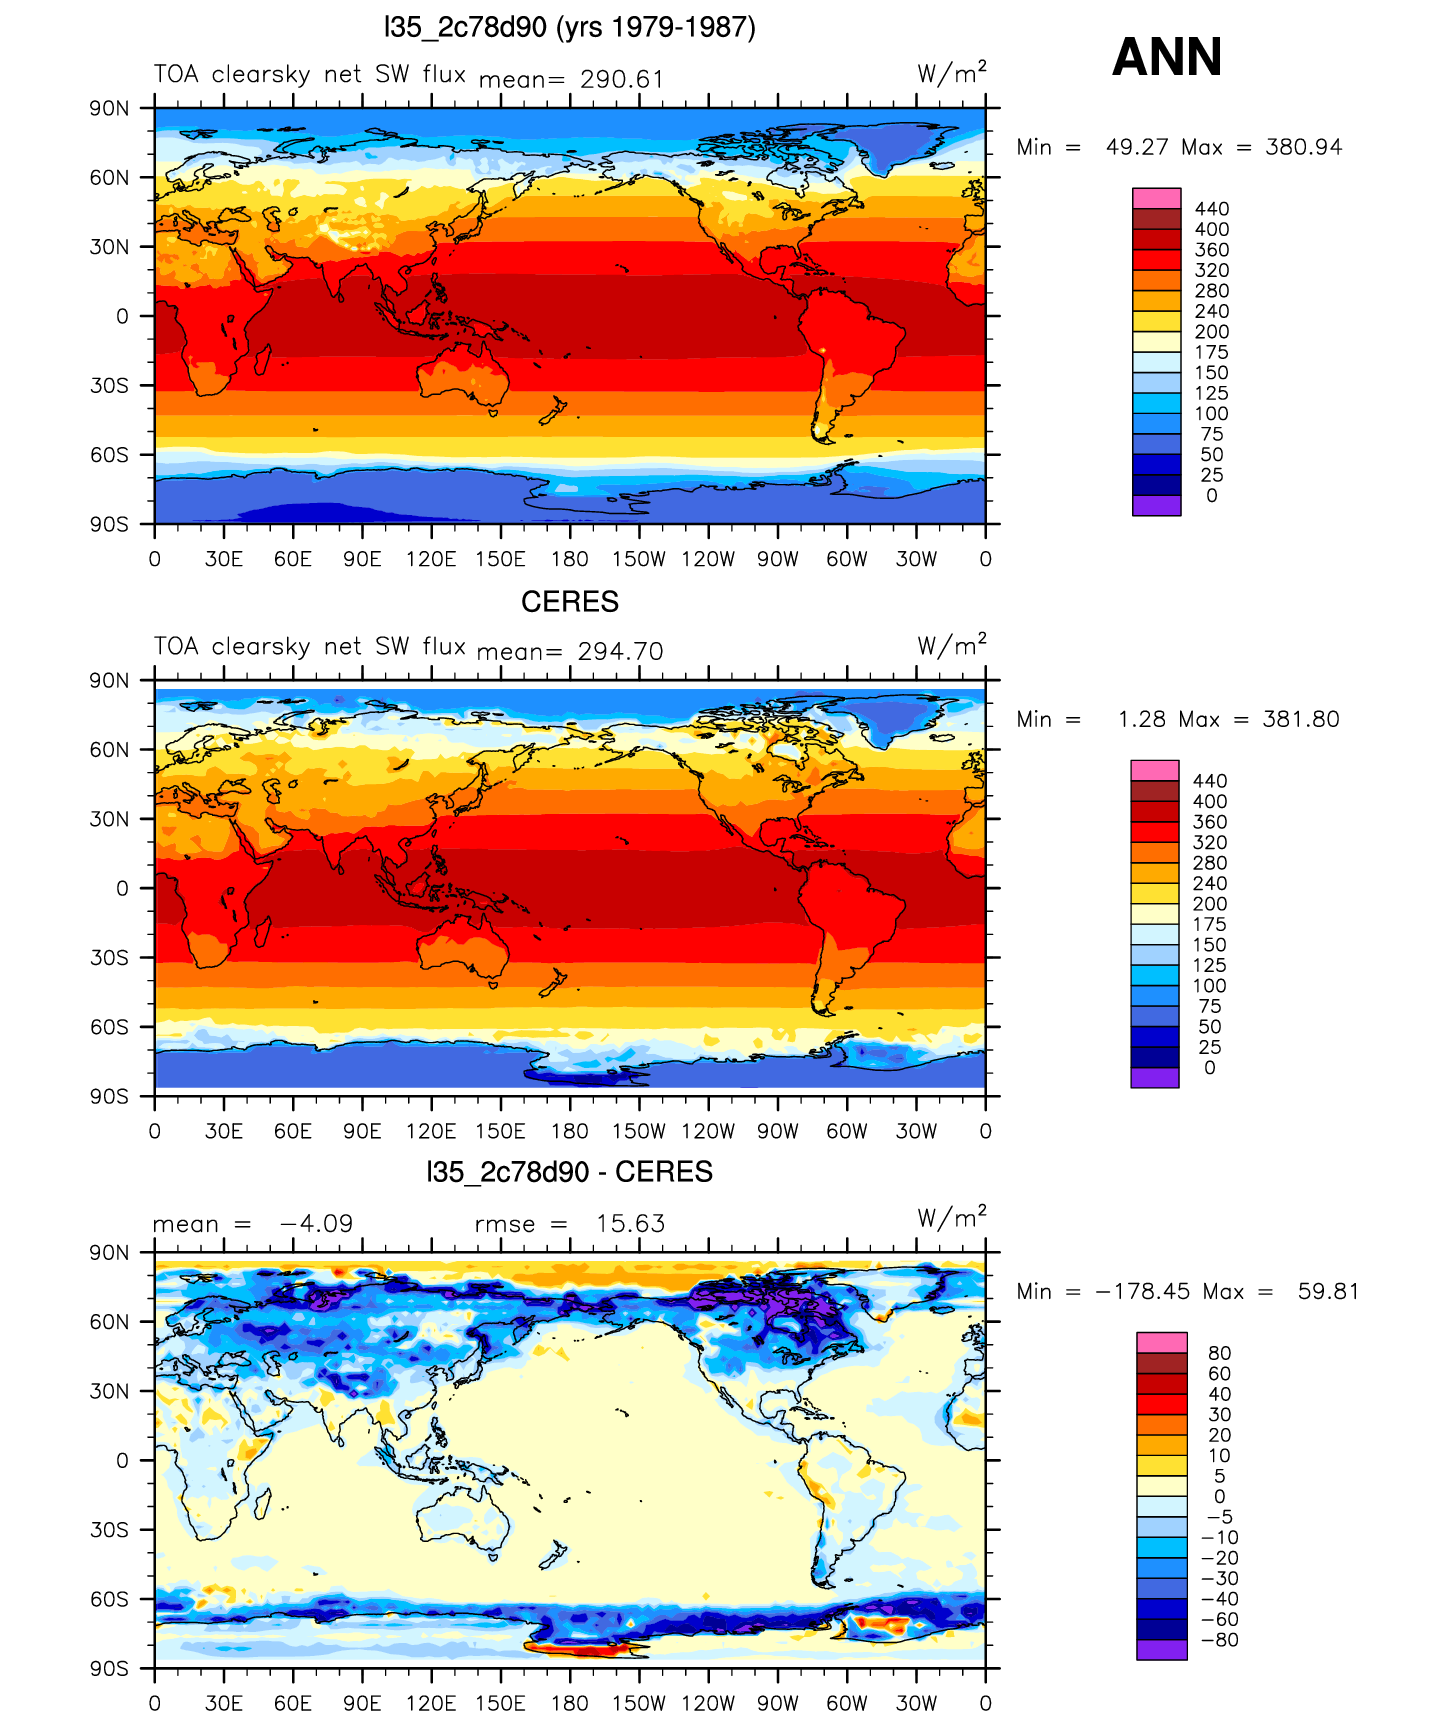 l35_2c78d90 (yrs 1979-1987)
ANN
TOA clearsky net SW flux mean= 290.61 W/m²
Min = 49.27 Max = 380.94
90N
60N
30N
0
30S
60S
90S
0 30E 60E 90E 120E 150E 180 150W 120W 90W 60W 30W 0
440
400
360
320
280
240
200
175
150
125
100
75
50
25
0
CERES
TOA clearsky net SW flux mean= 294.70 W/m²
Min = 1.28 Max = 381.80
90N
60N
30N
0
30S
60S
90S
0 30E 60E 90E 120E 150E 180 150W 120W 90W 60W 30W 0
440
400
360
320
280
240
200
175
150
125
100
75
50
25
0
l35_2c78d90 - CERES
mean = −4.09 rmse = 15.63 W/m²
Min = −178.45 Max = 59.81
90N
60N
30N
0
30S
60S
90S
0 30E 60E 90E 120E 150E 180 150W 120W 90W 60W 30W 0
80
60
40
30
20
10
5
0
−5
−10
−20
−30
−40
−60
−80